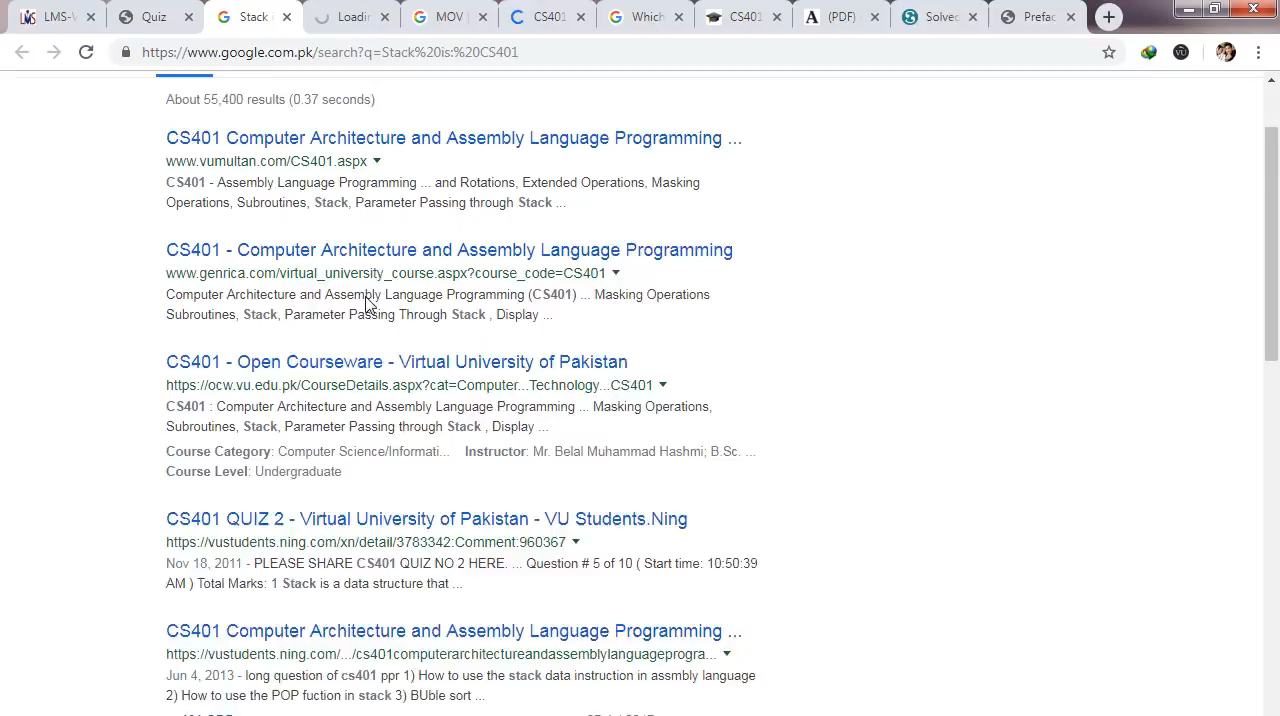 LMS-V
Quiz
Stack
Loadin
MOV |
CS401
Which
CS401
(PDF)
Solved
Prefac
https://www.google.com.pk/search?q=Stack%20is:%20CS401
About 55,400 results (0.37 seconds)
CS401 Computer Architecture and Assembly Language Programming ...
www.vumultan.com/CS401.aspx
CS401 - Assembly Language Programming ... and Rotations, Extended Operations, Masking
Operations, Subroutines, Stack, Parameter Passing through Stack ...
CS401 - Computer Architecture and Assembly Language Programming
www.genrica.com/virtual_university_course.aspx?course_code=CS401
Computer Architecture and Assembly Language Programming (CS401) ... Masking Operations
Subroutines, Stack, Parameter Passing Through Stack , Display ...
CS401 - Open Courseware - Virtual University of Pakistan
https://ocw.vu.edu.pk/CourseDetails.aspx?cat=Computer...Technology...CS401
CS401 : Computer Architecture and Assembly Language Programming ... Masking Operations,
Subroutines, Stack, Parameter Passing through Stack , Display ...
Course Category: Computer Science/Informati... Instructor: Mr. Belal Muhammad Hashmi; B.Sc. ...
Course Level: Undergraduate
CS401 QUIZ 2 - Virtual University of Pakistan - VU Students.Ning
https://vustudents.ning.com/xn/detail/3783342:Comment:960367
Nov 18, 2011 - PLEASE SHARE CS401 QUIZ NO 2 HERE. ... Question # 5 of 10 ( Start time: 10:50:39
AM ) Total Marks: 1 Stack is a data structure that ...
CS401 Computer Architecture and Assembly Language Programming ...
https://vustudents.ning.com/.../cs401computerarchitectureandassemblylanguageprogra...
Jun 4, 2013 - long question of cs401 ppr 1) How to use the stack data instruction in assmbly language
2) How to use the POP fuction in stack 3) BUble sort ...